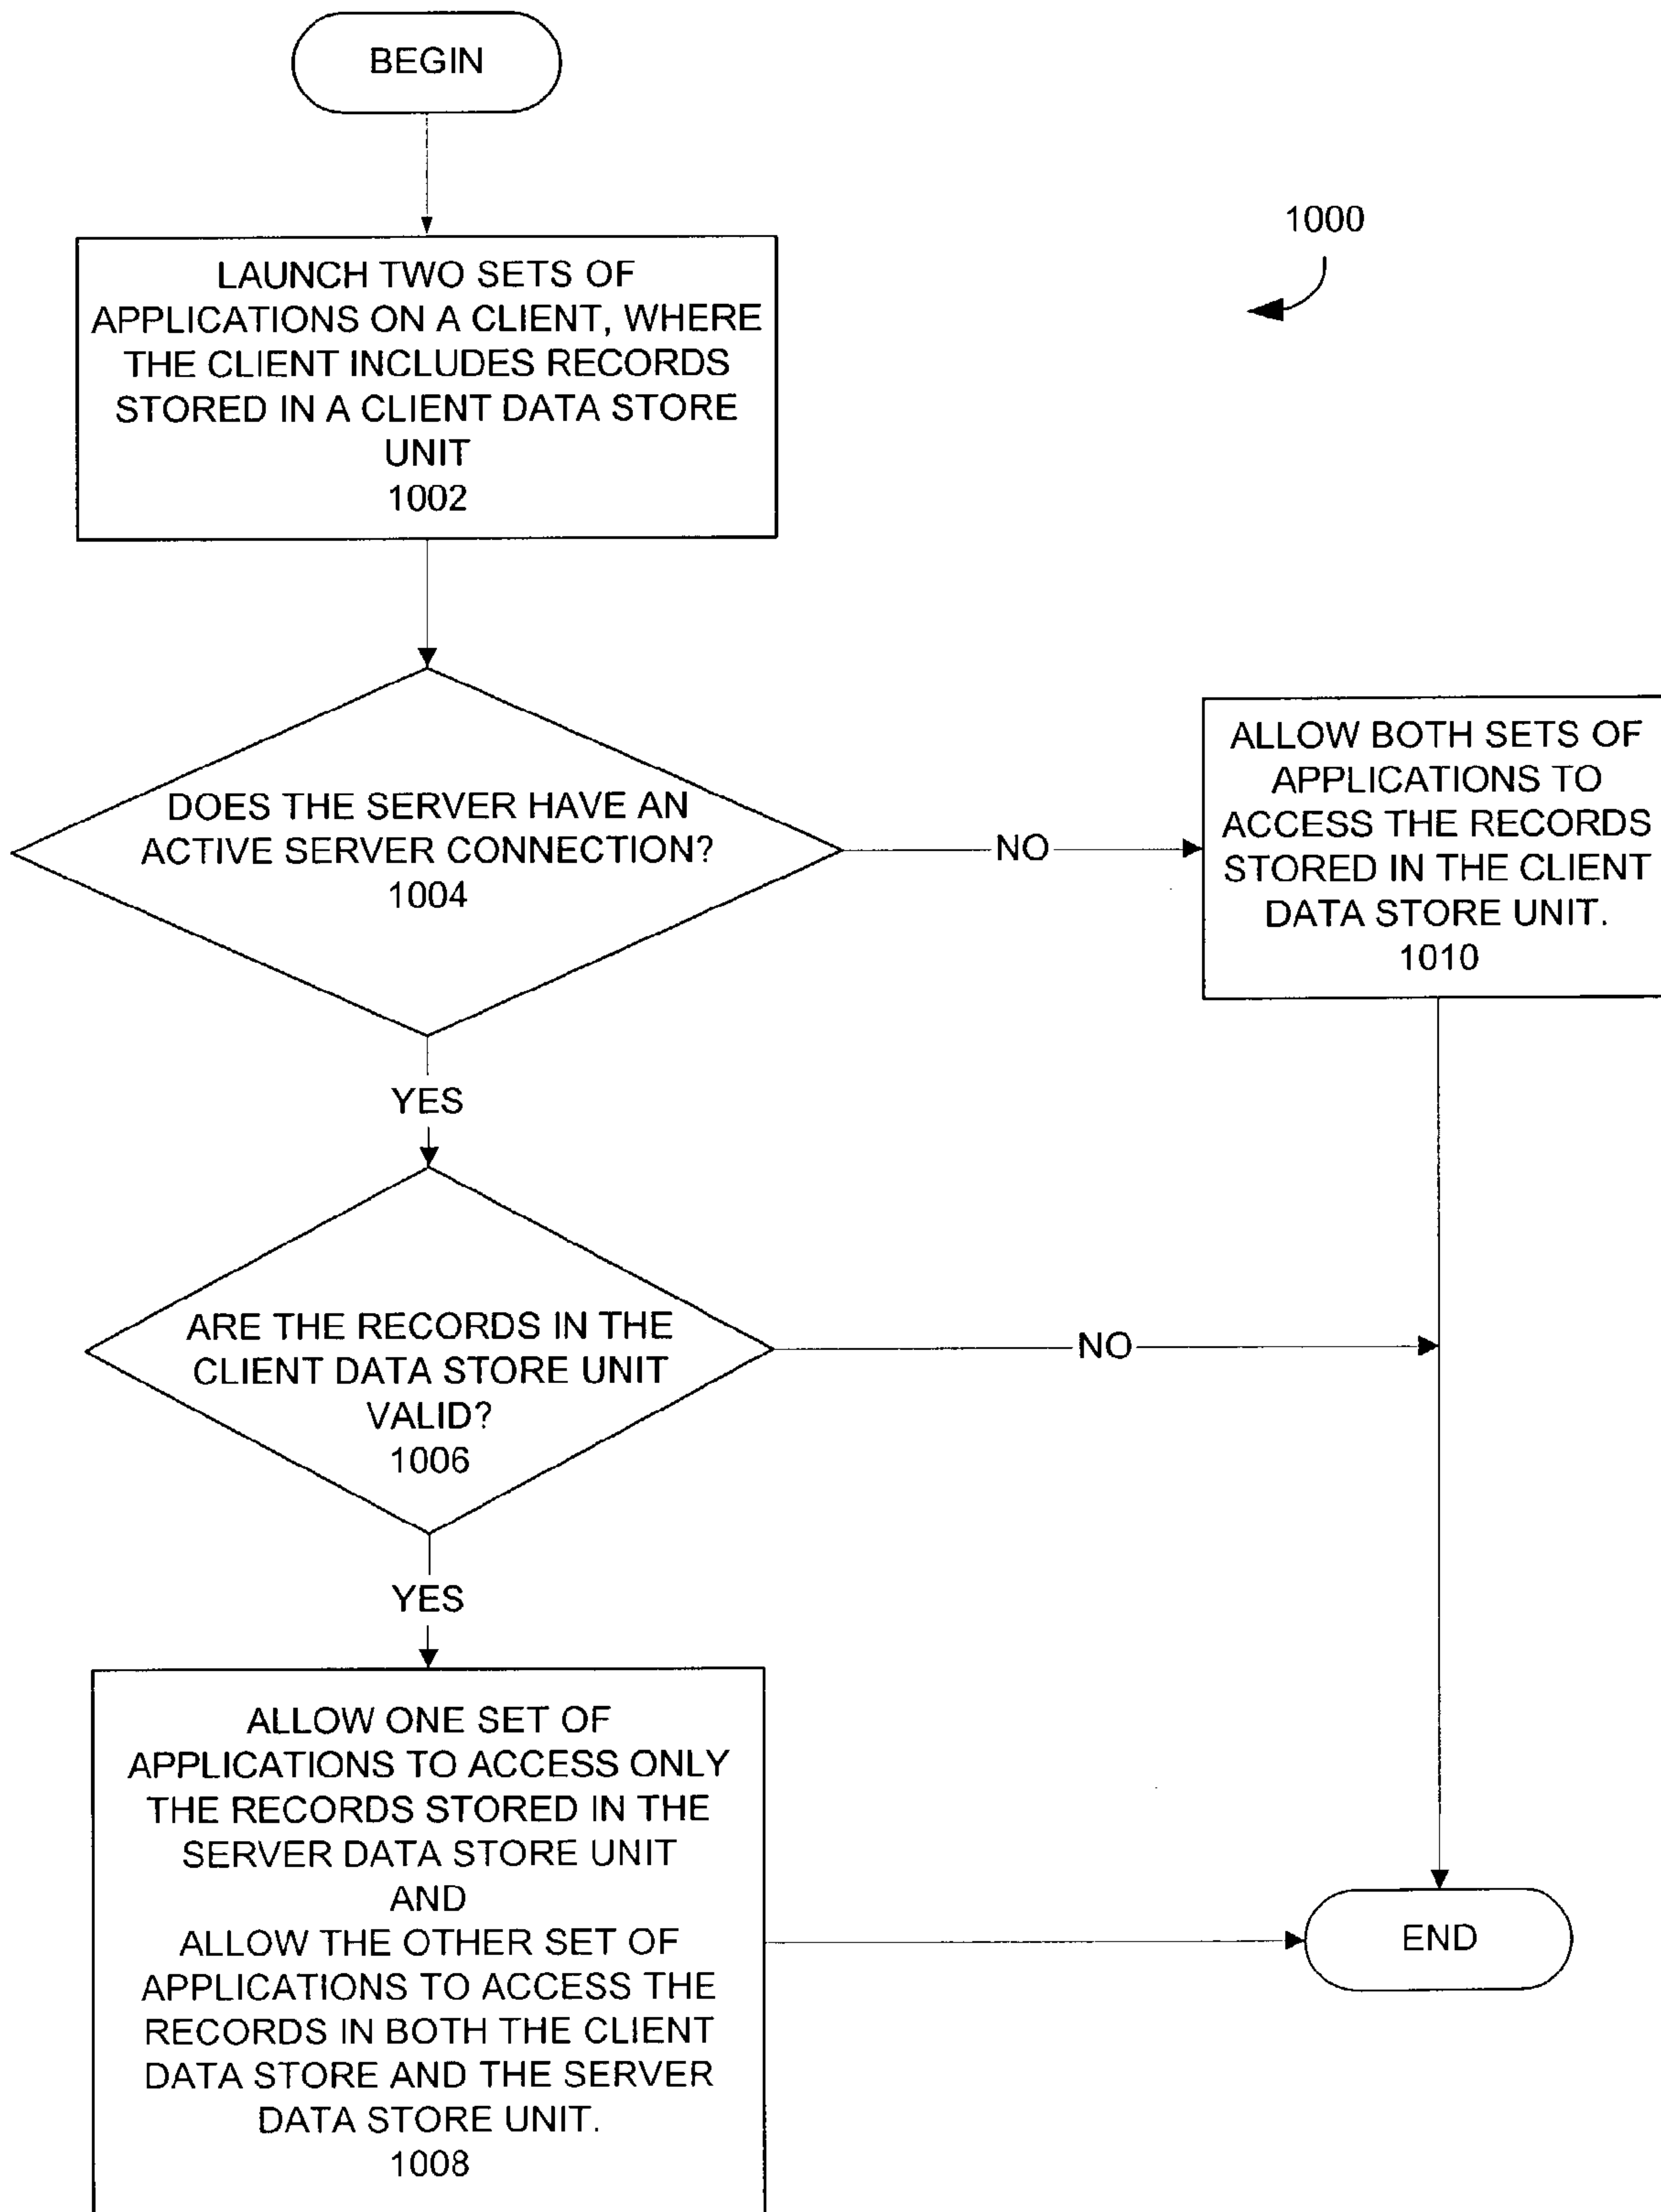 BEGIN
1000
LAUNCH TWO SETS OF
APPLICATIONS ON A CLIENT, WHERE
THE CLIENT INCLUDES RECORDS
STORED IN A CLIENT DATA STORE
UNIT
1002
DOES THE SERVER HAVE AN
ACTIVE SERVER CONNECTION?
1004
NO
ALLOW BOTH SETS OF
APPLICATIONS TO
ACCESS THE RECORDS
STORED IN THE CLIENT
DATA STORE UNIT.
1010
YES
ARE THE RECORDS IN THE
CLIENT DATA STORE UNIT
VALID?
1006
NO
YES
ALLOW ONE SET OF
APPLICATIONS TO ACCESS ONLY
THE RECORDS STORED IN THE
SERVER DATA STORE UNIT
AND
ALLOW THE OTHER SET OF
APPLICATIONS TO ACCESS THE
RECORDS IN BOTH THE CLIENT
DATA STORE AND THE SERVER
DATA STORE UNIT.
1008
END